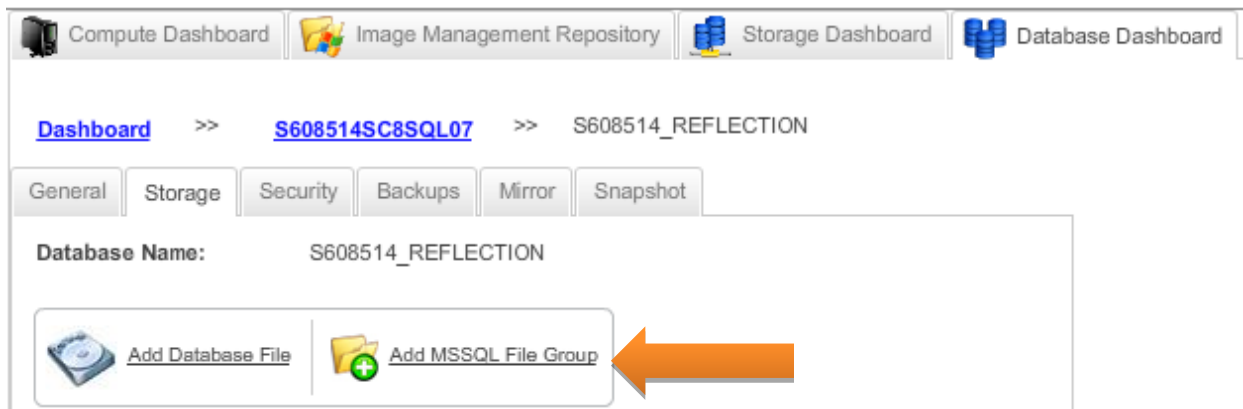 Compute Dashboard Image Management Repository Storage Dashboard Database Dashboard
Dashboard >> S608514SC8SQL07 >> S608514_REFLECTION
General Storage Security Backups Mirror Snapshot
Database Name: S608514_REFLECTION
Add Database File Add MSSQL File Group